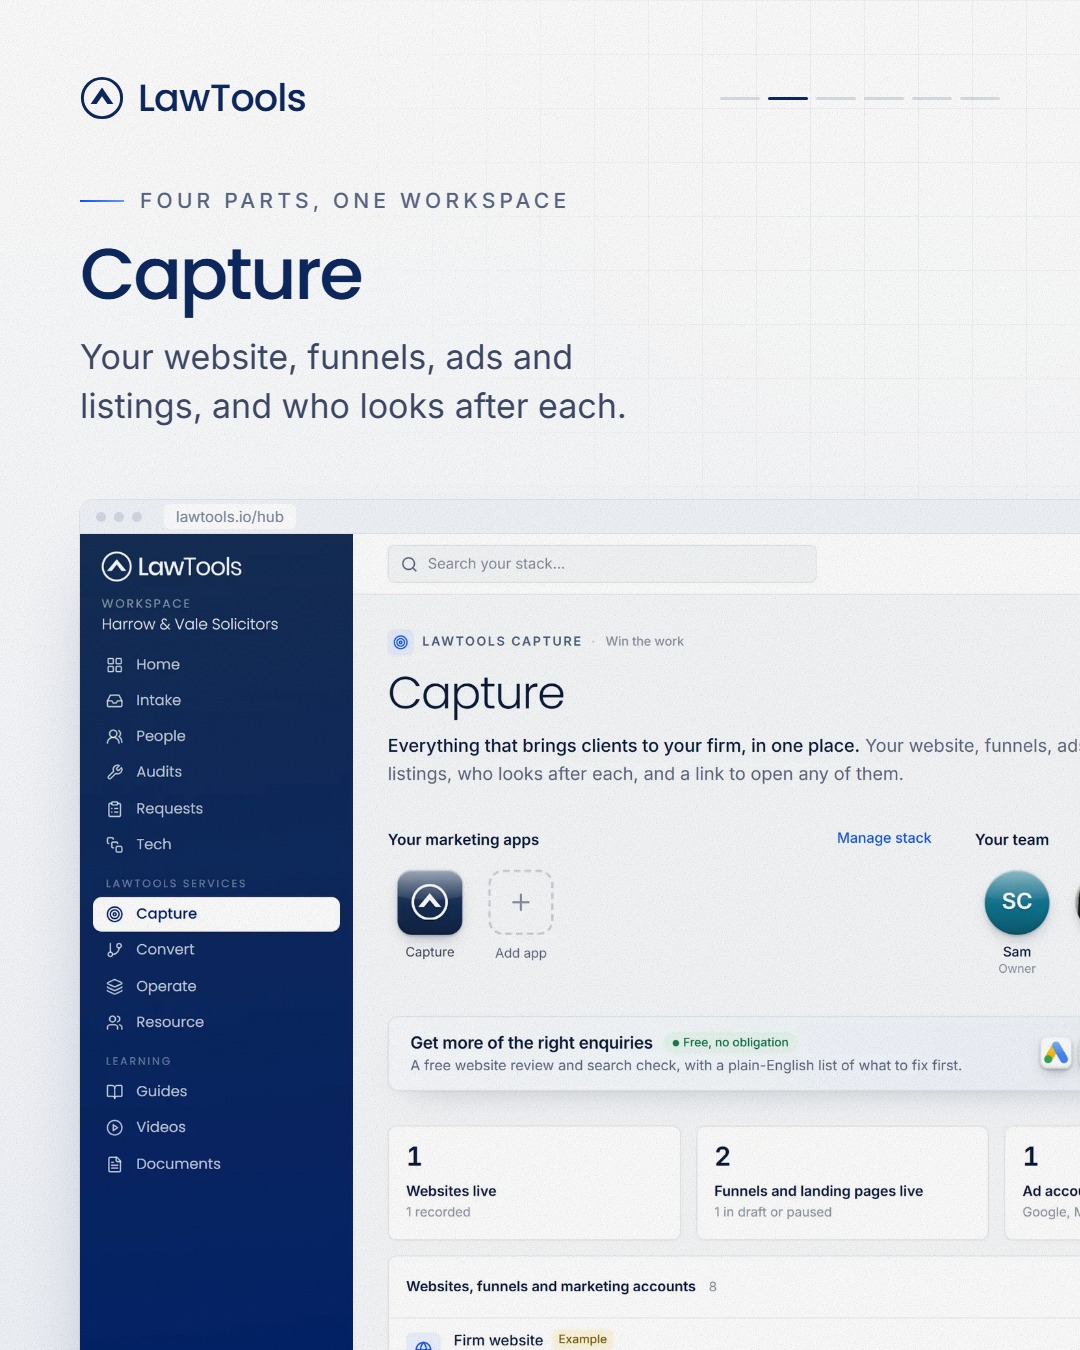 LawTools
FOUR PARTS, ONE WORKSPACE
Capture
Your website, funnels, ads and
listings, and who looks after each.
lawtools.io/hub
LawTools
WORKSPACE
Harrow & Vale Solicitors
Home
Intake
People
Audits
Requests
Tech
LAWTOOLS SERVICES
Capture
Convert
Operate
Resource
LEARNING
Guides
Videos
Documents
Search your stack...
LAWTOOLS CAPTURE · Win the work
Capture
Everything that brings clients to your firm, in one place. Your website, funnels, ads
listings, who looks after each, and a link to open any of them.
Your marketing apps
Manage stack
Capture
Add app
Your team
SC
Sam
Owner
Get more of the right enquiries
Free, no obligation
A free website review and search check, with a plain-English list of what to fix first.
1
Websites live
1 recorded
2
Funnels and landing pages live
1 in draft or paused
1
Ad accou
Google, M
Websites, funnels and marketing accounts 8
Firm website Example